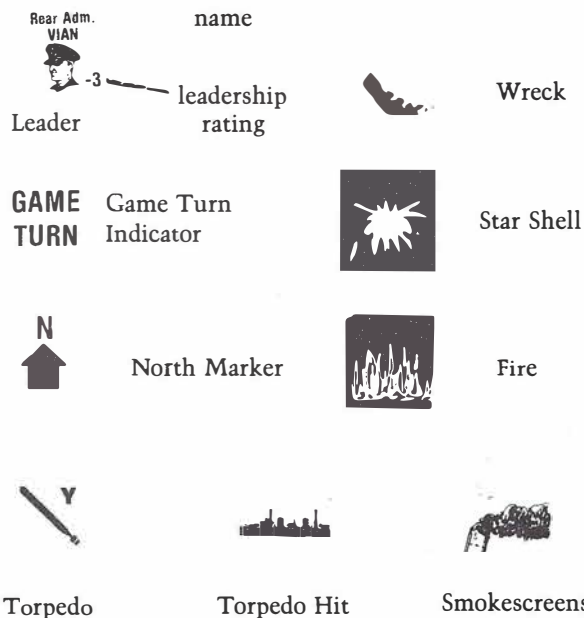 Rear Adm.
VIAN
name
-3
leadership
rating
Leader
Wreck
GAME
TURN
Game Turn
Indicator
Star Shell
N
North Marker
Fire
Y
Torpedo
Torpedo Hit
Smokescreens